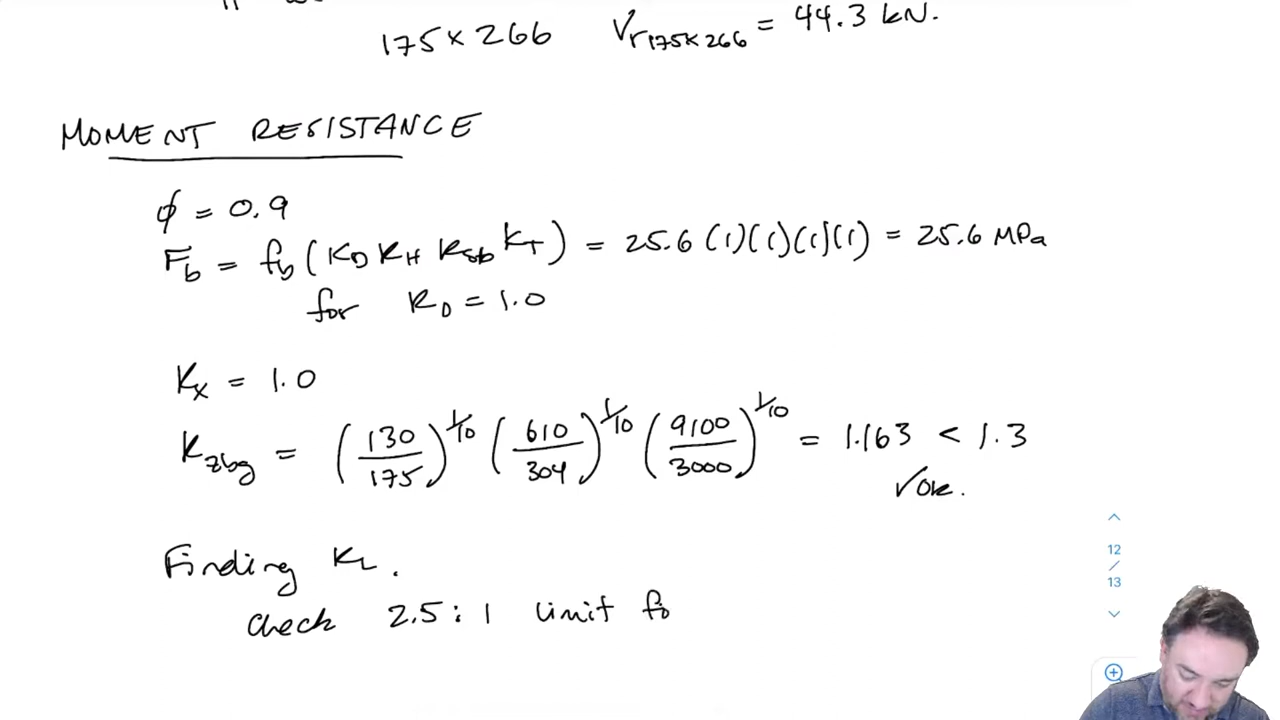 175 × 266 Vr175×266 = 44.3 kN.
MOMENT RESISTANCE
ϕ = 0.9
Fb = fb (KD KH KSb KT) = 25.6 (1)(1)(1)(1) = 25.6 MPa
for KD = 1.0
Kx = 1.0
Kzbg = (130/175)^1/10 (610/304)^1/10 (9100/3000)^1/10 = 1.163 < 1.3
✓ OK.
Finding KL.
Check 2.5 : 1 limit fo
12
/
13